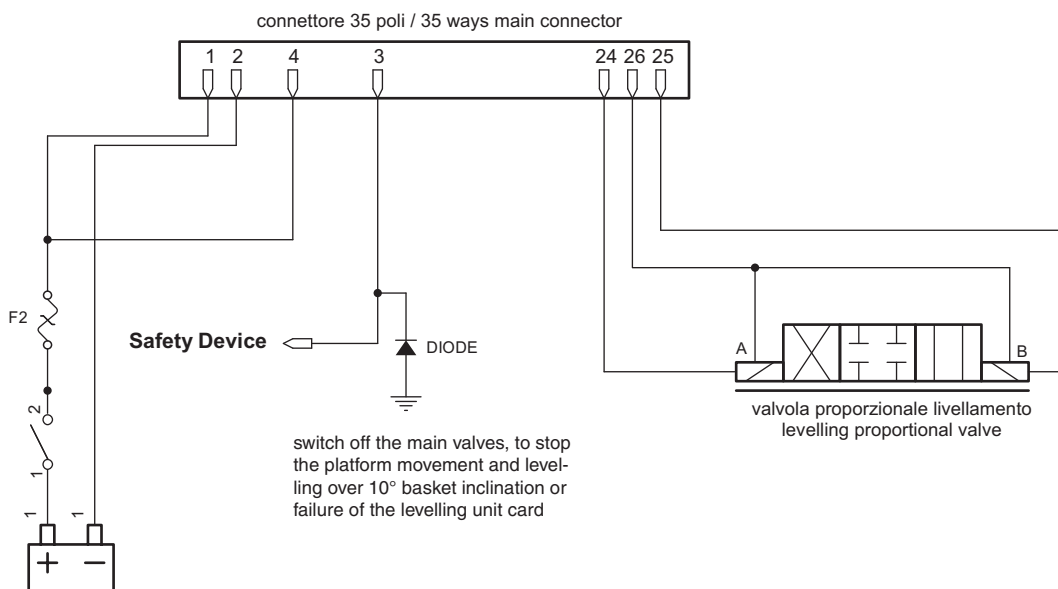 connettore 35 poli / 35 ways main connector
1 2 4 3 24 26 25
F2
Safety Device
DIODE
A
B
valvola proporzionale livellamento
levelling proportional valve
2
1
switch off the main valves, to stop
the platform movement and level-
ling over 10° basket inclination or
failure of the levelling unit card
1 1
+ −